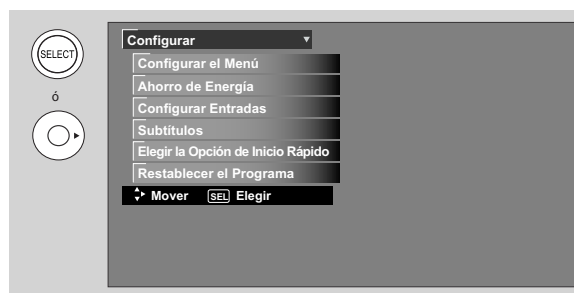 SELECT
ó
Configurar
Configurar el Menú
Ahorro de Energía
Configurar Entradas
Subtítulos
Elegir la Opción de Inicio Rápido
Restablecer el Programa
Mover SEL Elegir